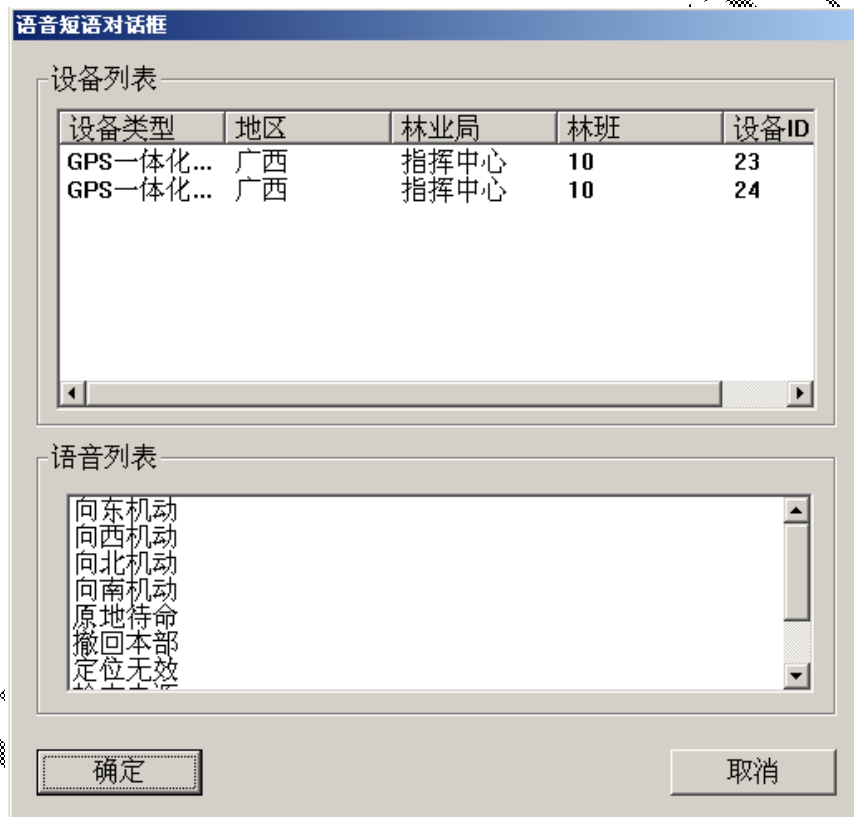 语音短语对话框
设备列表
设备类型 地区 林业局 林班 设备ID
GPS一体化... 广西 指挥中心 10 23
GPS一体化... 广西 指挥中心 10 24
语音列表
向东机动
向西机动
向北机动
向南机动
原地待命
撤回本部
定位无效
确定 取消